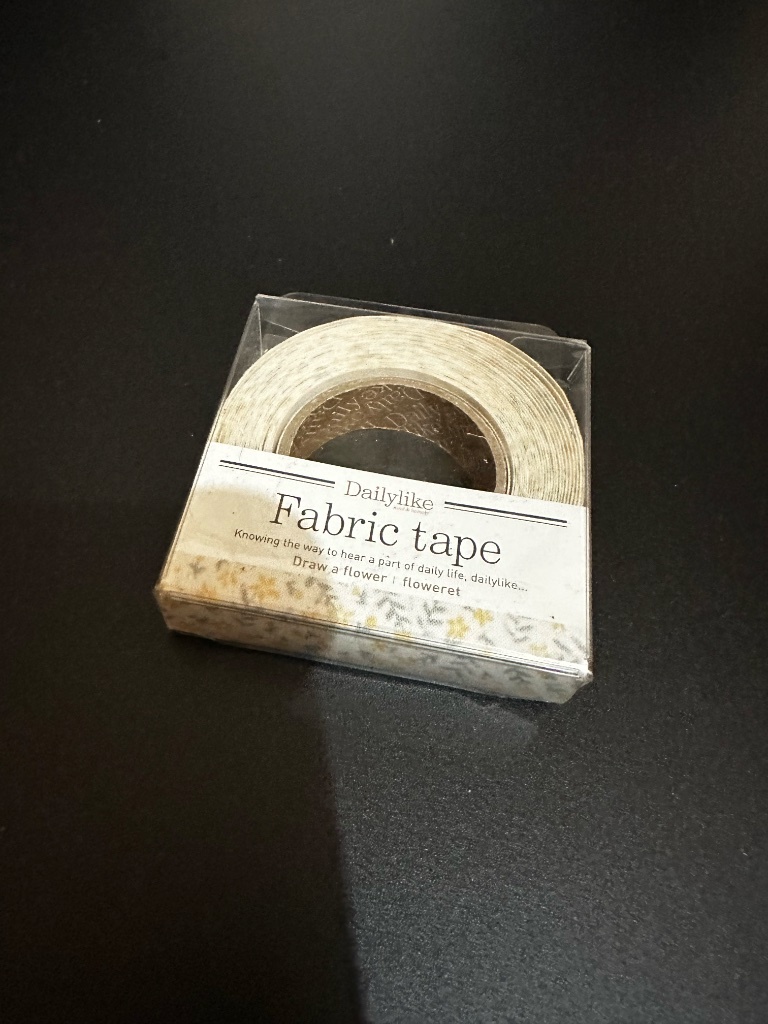 Dailylike
Fabric tape
Knowing the way to hear a part of daily life, dailylike...
Draw a flower | floweret